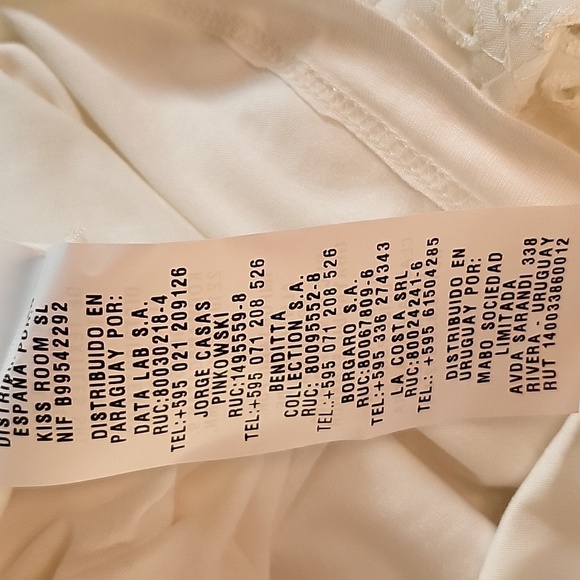 ESPAÑA POR:
KISS ROOM SL
NIF B99542292
DISTRIBUIDO EN
PARAGUAY POR:
DATA LAB S.A.
RUC:80030218-4
TEL:+595 021 209126
JORGE CASAS
PINKOWSKI
RUC:1495559-8
TEL:+595 071 208 526
BENDITTA
COLLECTION S.A.
RUC: 80095552-8
TEL.:+595 071 208 526
BORGARO S.A.
RUC:80067809-6
TEL:+595 336 274343
LA COSTA SRL
RUC:80024241-6
TEL.: +595 61504285
DISTRIBUIDO EN
URUGUAY POR:
MABO SOCIEDAD
LIMITADA
AVDA SARANDI 338
RIVERA - URUGUAY
RUT 140033860012